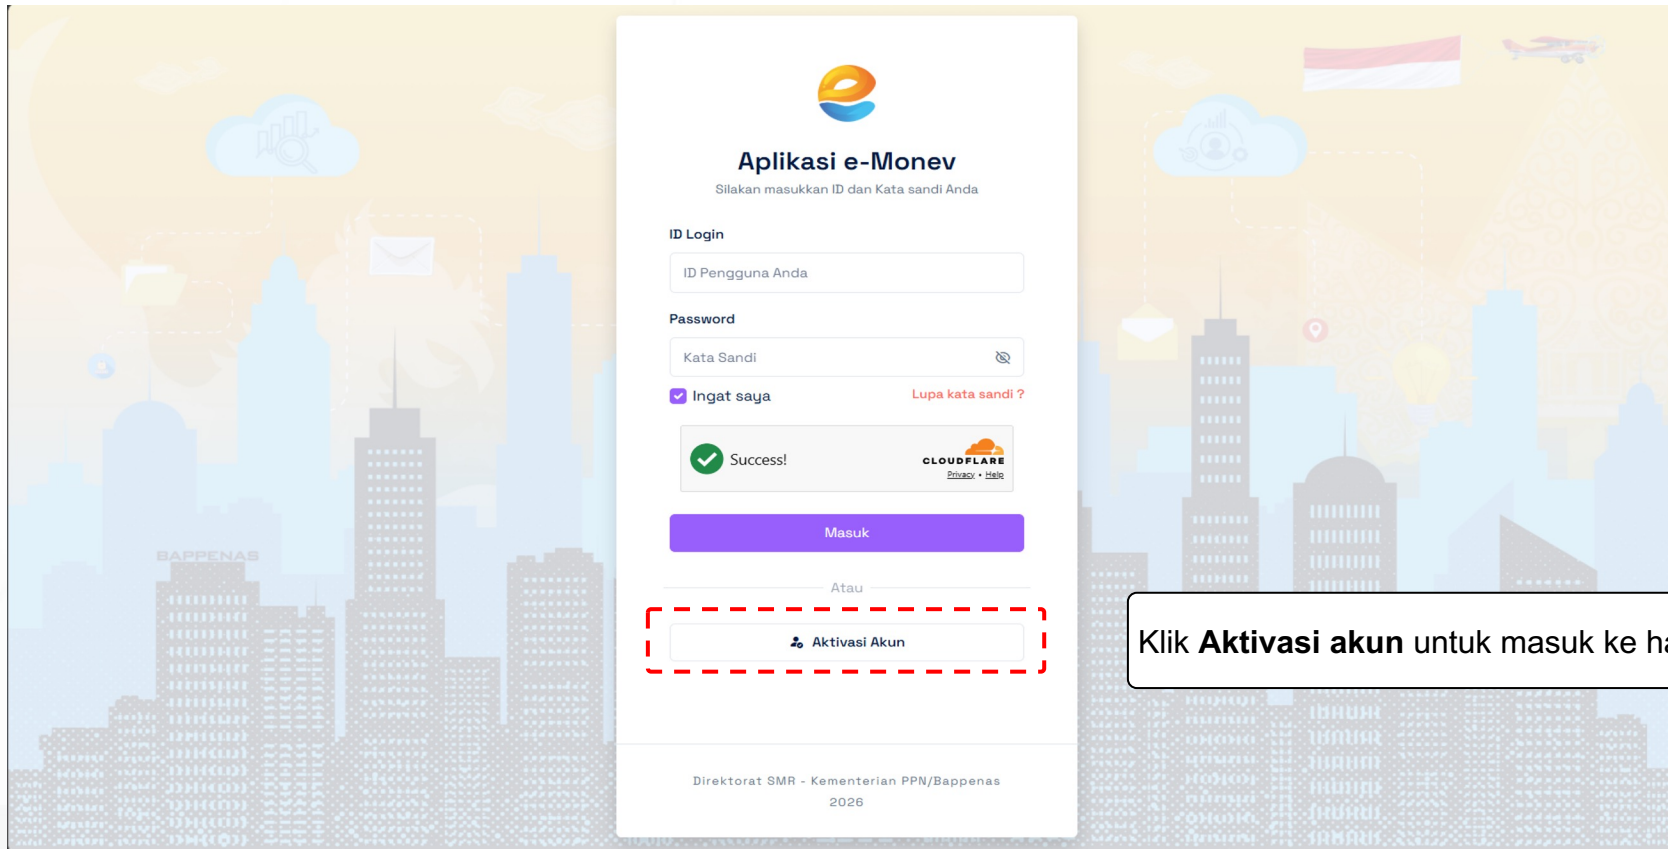 Aplikasi e-Monev
Silakan masukkan ID dan Kata sandi Anda
ID Login
ID Pengguna Anda
Password
Kata Sandi
Ingat saya
Lupa kata sandi ?
Success!
CLOUDFLARE
Privacy • Help
Masuk
BAPPENAS
Atau
Aktivasi Akun
Klik Aktivasi akun untuk masuk ke
Direktorat SMR - Kementerian PPN/Bappenas
2026